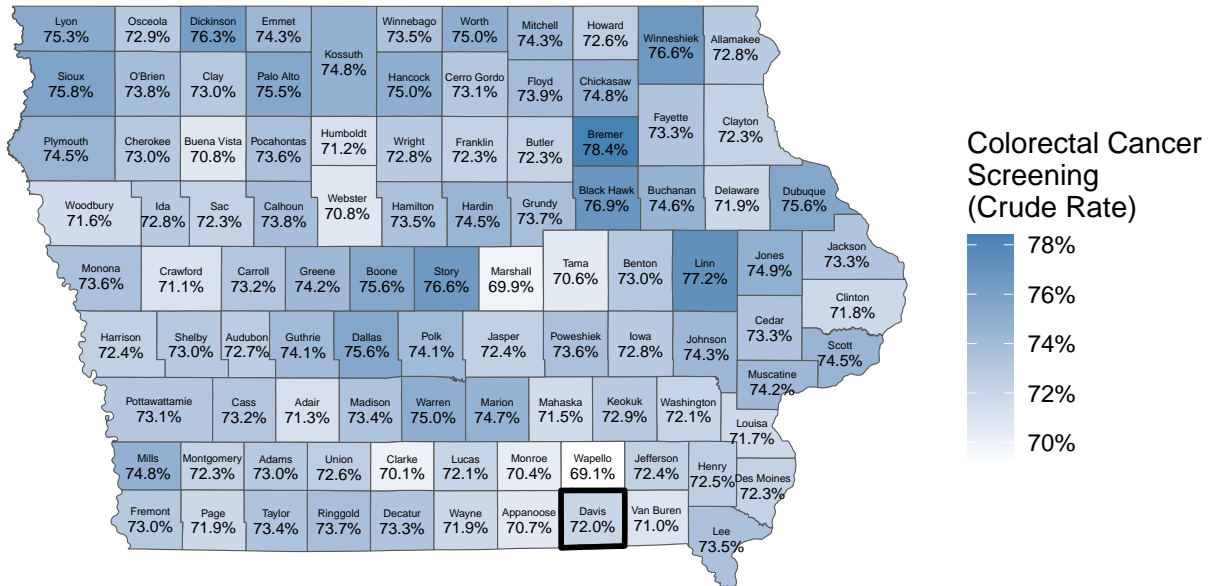 Lyon
75.3%
Osceola
72.9%
Dickinson
76.3%
Emmet
74.3%
Winnebago
73.5%
Worth
75.0%
Mitchell
74.3%
Howard
72.6%
Winneshiek
76.6%
Allamakee
72.8%
Kossuth
74.8%
Sioux
75.8%
O'Brien
73.8%
Clay
73.0%
Palo Alto
75.5%
Hancock
75.0%
Cerro Gordo
73.1%
Floyd
73.9%
Chickasaw
74.8%
Fayette
73.3%
Clayton
72.3%
Plymouth
74.5%
Cherokee
73.0%
Buena Vista
70.8%
Pocahontas
73.6%
Humboldt
71.2%
Wright
72.8%
Franklin
72.3%
Butler
72.3%
Bremer
78.4%
Woodbury
71.6%
Ida
72.8%
Sac
72.3%
Calhoun
73.8%
Webster
70.8%
Hamilton
73.5%
Hardin
74.5%
Grundy
73.7%
Black Hawk
76.9%
Buchanan
74.6%
Delaware
71.9%
Dubuque
75.6%
Monona
73.6%
Crawford
71.1%
Carroll
73.2%
Greene
74.2%
Boone
75.6%
Story
76.6%
Marshall
69.9%
Tama
70.6%
Benton
73.0%
Linn
77.2%
Jones
74.9%
Jackson
73.3%
Clinton
71.8%
Harrison
72.4%
Shelby
73.0%
Audubon
72.7%
Guthrie
74.1%
Dallas
75.6%
Polk
74.1%
Jasper
72.4%
Poweshiek
73.6%
Iowa
72.8%
Johnson
74.3%
Cedar
73.3%
Scott
74.5%
Muscatine
74.2%
Pottawattamie
73.1%
Cass
73.2%
Adair
71.3%
Madison
73.4%
Warren
75.0%
Marion
74.7%
Mahaska
71.5%
Keokuk
72.9%
Washington
72.1%
Louisa
71.7%
Mills
74.8%
Montgomery
72.3%
Adams
73.0%
Union
72.6%
Clarke
70.1%
Lucas
72.1%
Monroe
70.4%
Wapello
69.1%
Jefferson
72.4%
Henry
72.5%
Des Moines
72.3%
Fremont
73.0%
Page
71.9%
Taylor
73.4%
Ringgold
73.7%
Decatur
73.3%
Wayne
71.9%
Appanoose
70.7%
Davis
72.0%
Van Buren
71.0%
Lee
73.5%
Colorectal Cancer
Screening
(Crude Rate)
78%
76%
74%
72%
70%